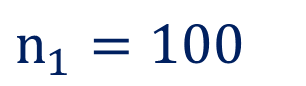 n₁ = 100